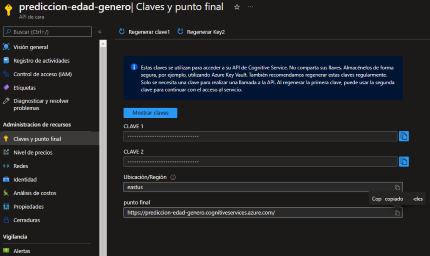 prediccion-edad-genero| Claves y punto final
API de cara
Buscar (Ctrl+/)
Regenerar clave1
Regenerar Key2
Visión general
Registro de actividades
Control de acceso (IAM)
Etiquetas
Diagnosticar y resolver
problemas
Administracion de recursos
Claves y punto final
Nivel de precios
Redes
Identidad
Análisis de costos
Propiedades
Cerraduras
Vigilancia
Alertas
Estas claves se utilizan para acceder a su API de Cognitive Service. No comparta sus llaves. Almacénelos de forma
segura, por ejemplo, utilizando Azure Key Vault. También recomendamos regenerar estas claves regularmente.
Solo se necesita una clave para realizar una llamada a la API. Al regenerar la primera clave, puede usar la segunda
clave para continuar con el acceso al servicio.
Mostrar claves
CLAVE 1
CLAVE 2
Ubicación/Región
eastus
Cop copiado eles
punto final
https://prediccion-edad-genero.cognitiveservices.azure.com/